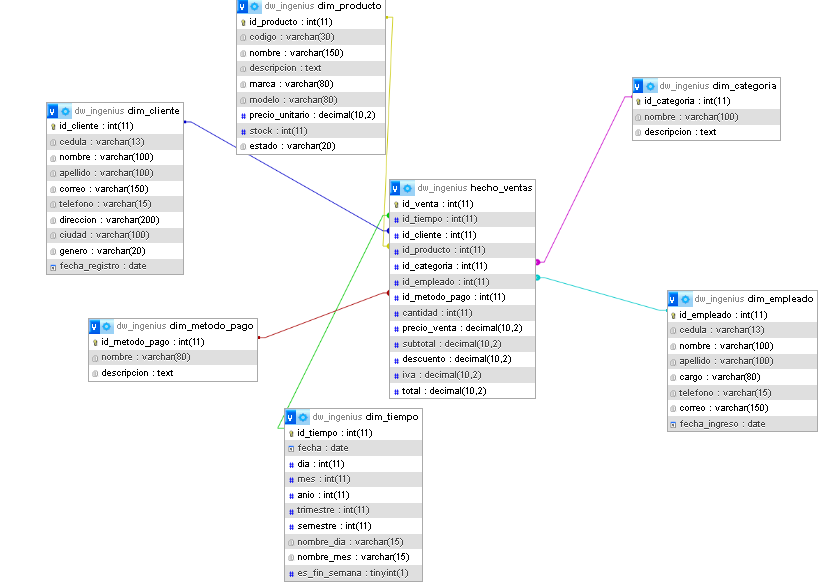 dw_ingenius dim_producto
id_producto : int(11)
codigo : varchar(30)
nombre : varchar(150)
descripcion : text
marca : varchar(80)
modelo : varchar(80)
precio_unitario : decimal(10,2)
stock : int(11)
estado : varchar(20)
dw_ingenius dim_categoria
id_categoria : int(11)
nombre : varchar(100)
descripcion : text
dw_ingenius dim_cliente
id_cliente : int(11)
cedula : varchar(13)
nombre : varchar(100)
apellido : varchar(100)
correo : varchar(150)
telefono : varchar(15)
direccion : varchar(200)
ciudad : varchar(100)
genero : varchar(20)
fecha_registro : date
dw_ingenius hecho_ventas
id_venta : int(11)
id_tiempo : int(11)
id_cliente : int(11)
id_producto : int(11)
id_categoria : int(11)
id_empleado : int(11)
id_metodo_pago : int(11)
cantidad : int(11)
precio_venta : decimal(10,2)
subtotal : decimal(10,2)
descuento : decimal(10,2)
iva : decimal(10,2)
total : decimal(10,2)
dw_ingenius dim_empleado
id_empleado : int(11)
cedula : varchar(13)
nombre : varchar(100)
apellido : varchar(100)
cargo : varchar(80)
telefono : varchar(15)
correo : varchar(150)
fecha_ingreso : date
dw_ingenius dim_metodo_pago
id_metodo_pago : int(11)
nombre : varchar(80)
descripcion : text
dw_ingenius dim_tiempo
id_tiempo : int(11)
fecha : date
dia : int(11)
mes : int(11)
anio : int(11)
trimestre : int(11)
semestre : int(11)
nombre_dia : varchar(15)
nombre_mes : varchar(15)
es_fin_semana : tinyint(1)